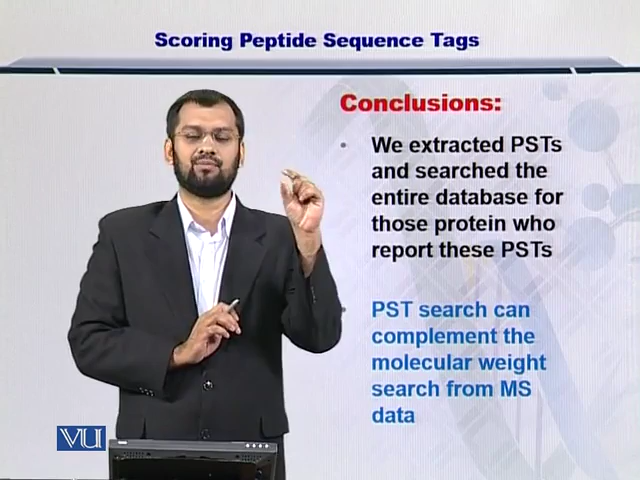 Scoring Peptide Sequence Tags
Conclusions:
• We extracted PSTs
and searched the
entire database for
those protein who
report these PSTs
• PST search can
complement the
molecular weight
search from MS
data
VU